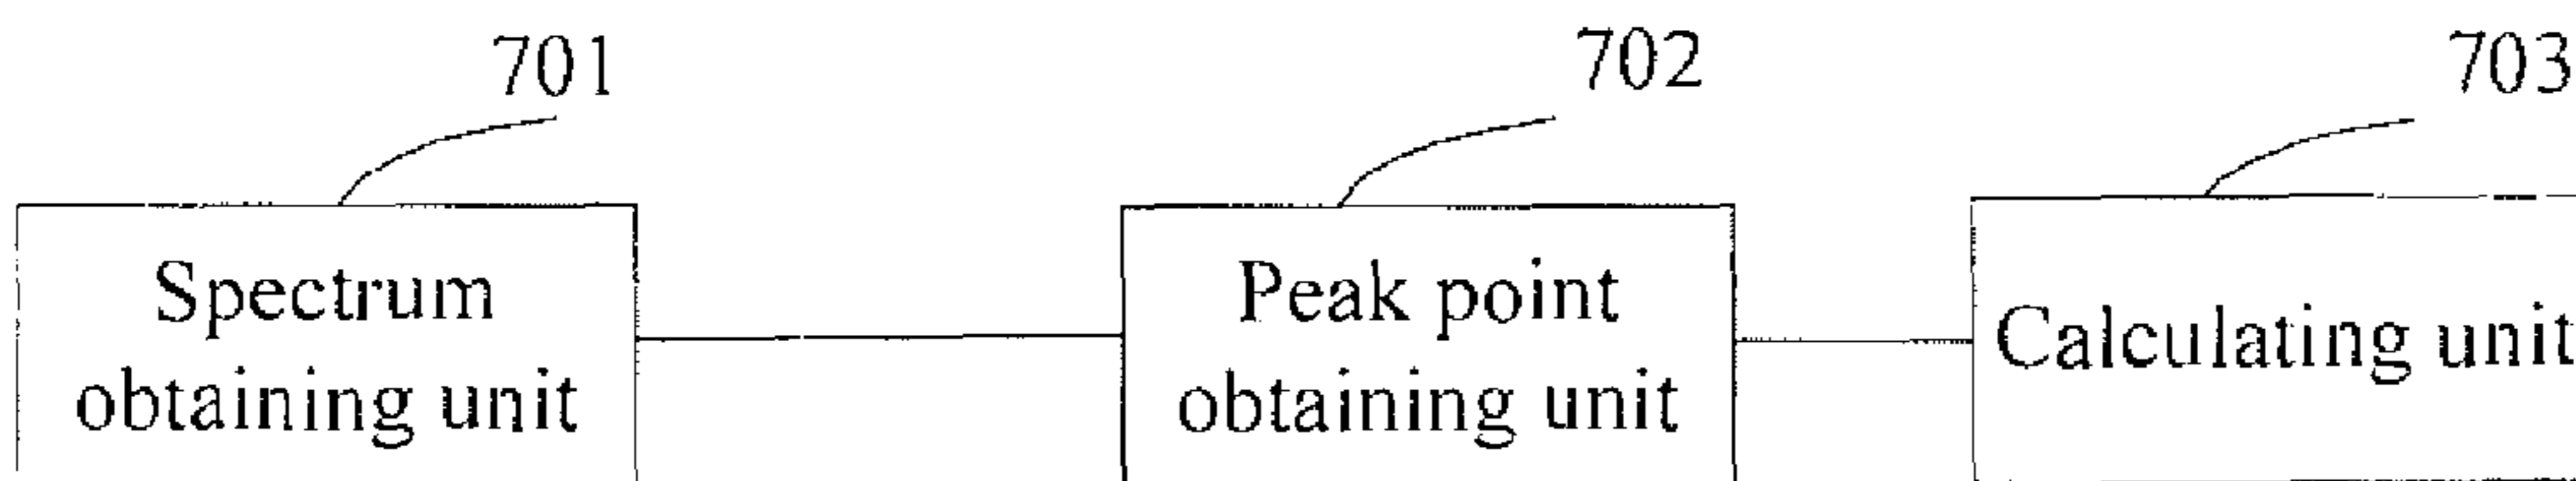 701
702
703
Spectrum
obtaining unit
Peak point
obtaining unit
Calculating unit